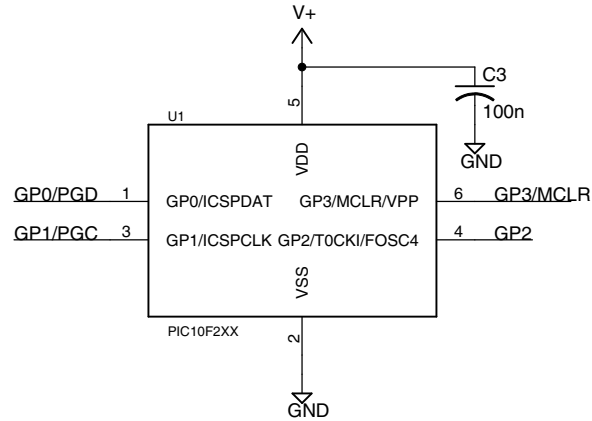 V+
C3
100n
GND
U1
5
VDD
GP0/PGD 1 GP0/ICSPDAT GP3/MCLR/VPP 6 GP3/MCLR
GP1/PGC 3 GP1/ICSPCLK GP2/T0CKI/FOSC4 4 GP2
VSS
PIC10F2XX
2
GND